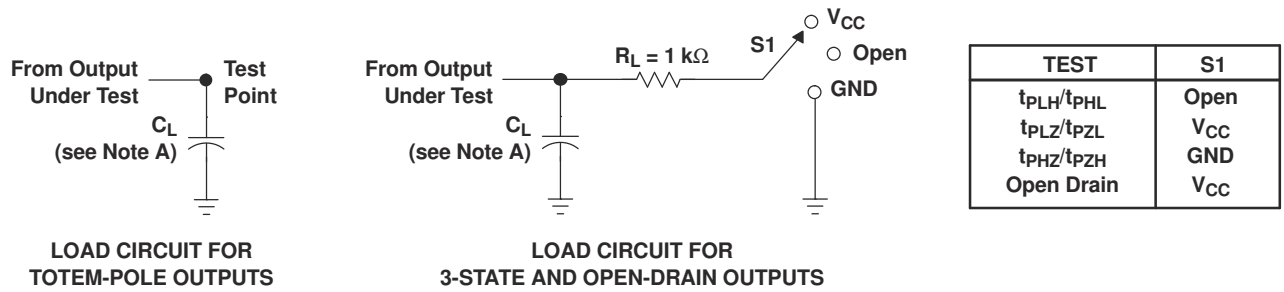 From Output
Under Test
Test
Point
CL
(see Note A)
LOAD CIRCUIT FOR
TOTEM-POLE OUTPUTS
From Output
Under Test
RL = 1 kΩ
S1
VCC
Open
GND
CL
(see Note A)
LOAD CIRCUIT FOR
3-STATE AND OPEN-DRAIN OUTPUTS
TEST S1
tPLH/tPHL Open
tPLZ/tPZL VCC
tPHZ/tPZH GND
Open Drain VCC